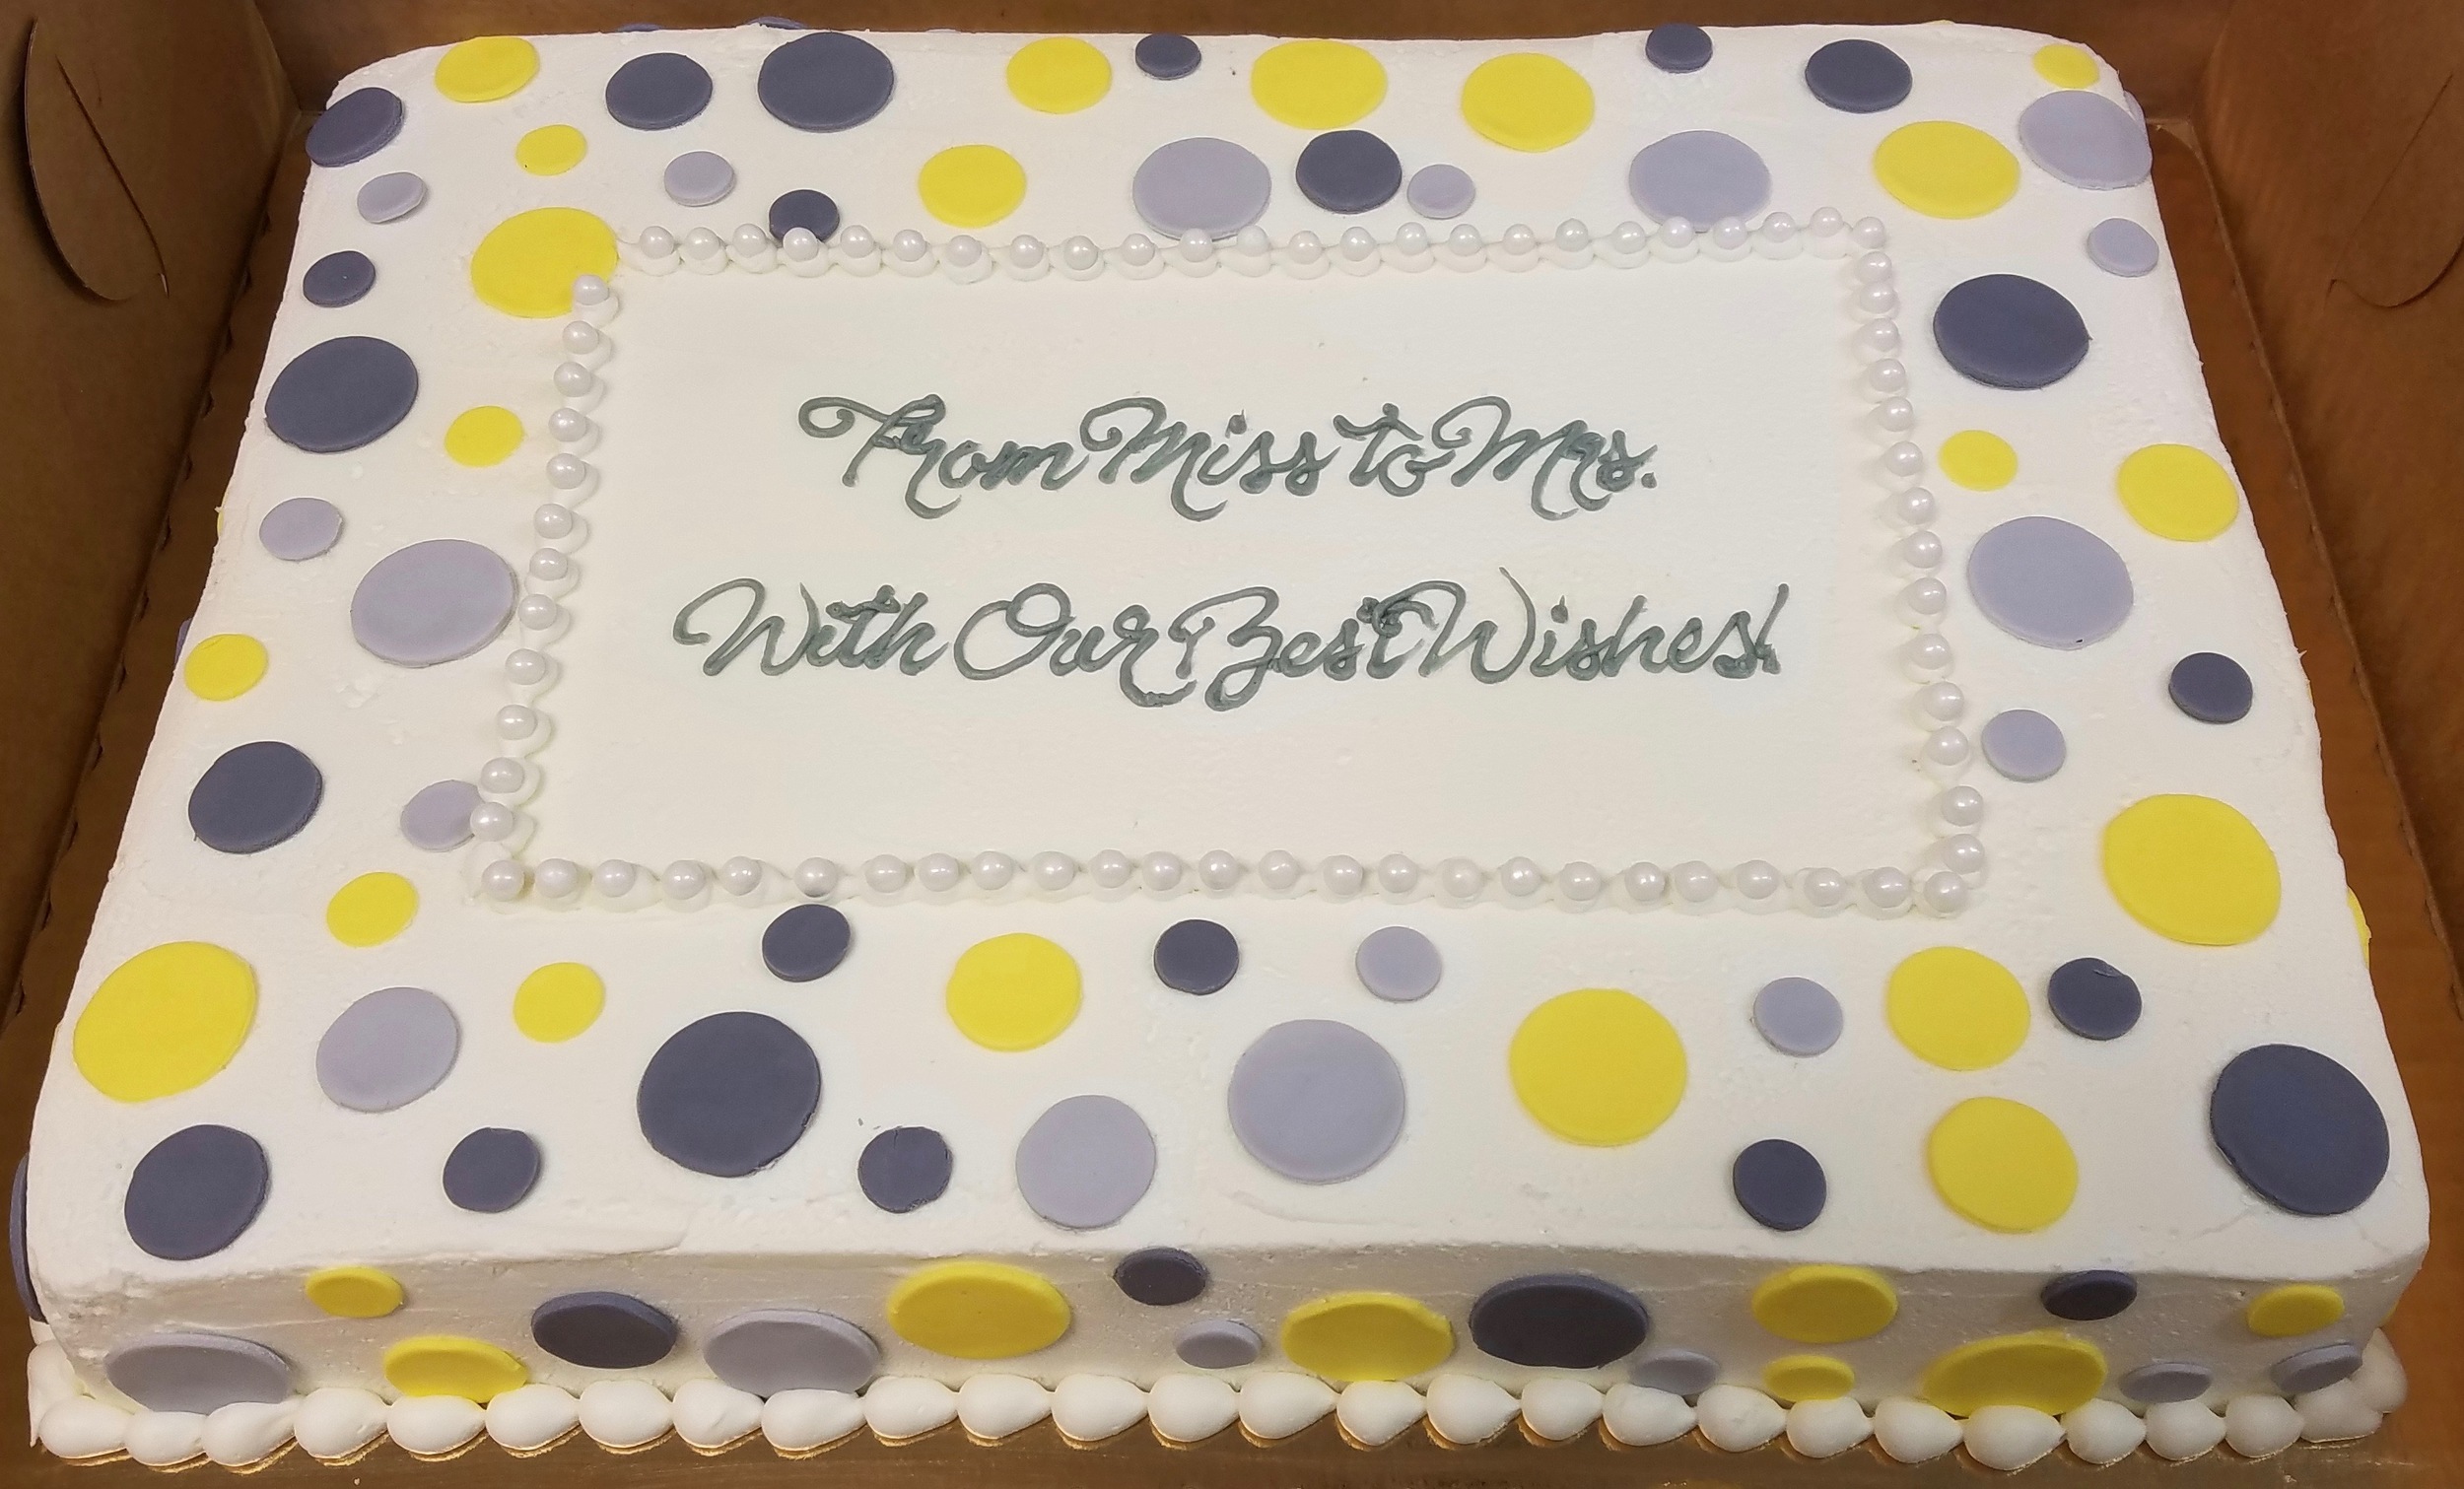 From Miss to Mrs.
With Our Best Wishes!